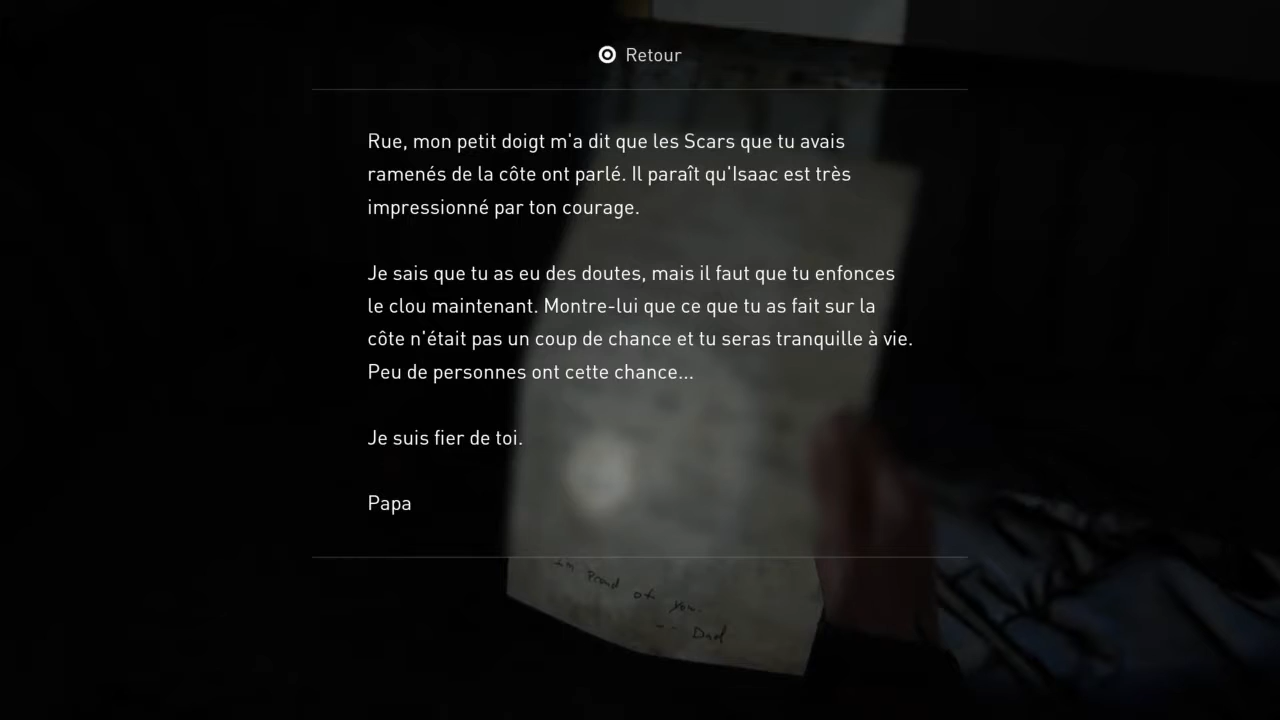 Retour
Rue, mon petit doigt m'a dit que les Scars que tu avais
ramenés de la côte ont parlé. Il paraît qu'Isaac est très
impressionné par ton courage.
Je sais que tu as eu des doutes, mais il faut que tu enfonces
le clou maintenant. Montre-lui que ce que tu as fait sur la
côte n'était pas un coup de chance et tu seras tranquille à vie.
Peu de personnes ont cette chance...
Je suis fier de toi.
Papa
I'm Proud of you.
-- Dad